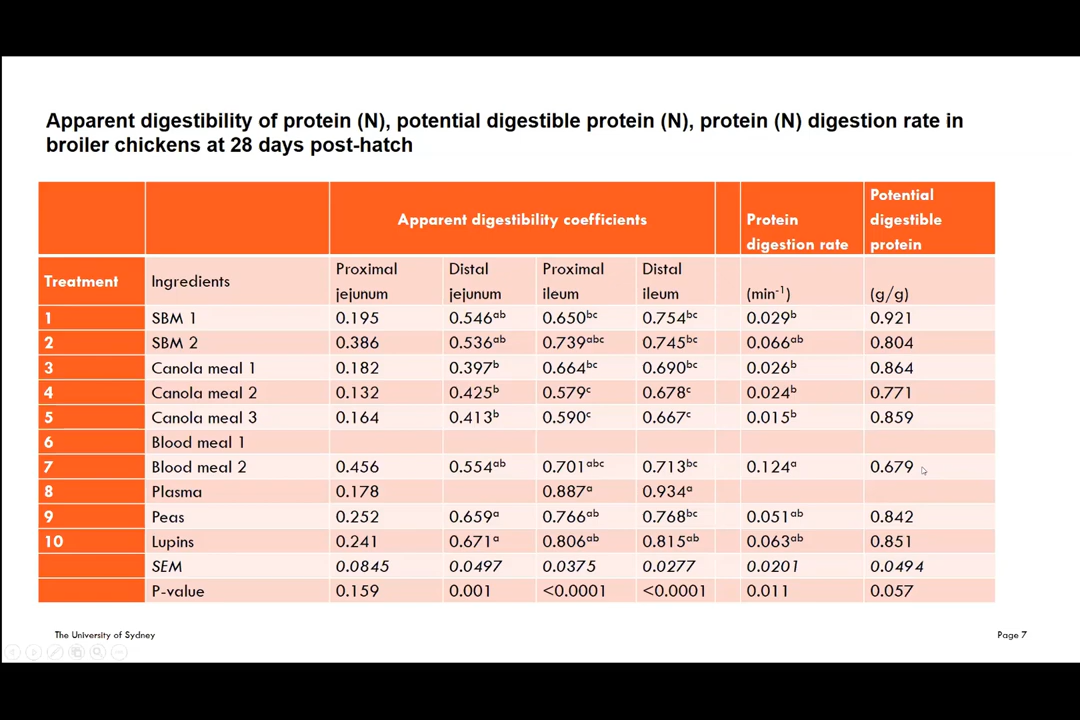 Apparent digestibility of protein (N), potential digestible protein (N), protein (N) digestion rate in
broiler chickens at 28 days post-hatch
Apparent digestibility coefficients Protein digestion rate Potential digestible protein
Treatment Ingredients Proximal jejunum Distal jejunum Proximal ileum Distal ileum (min⁻¹) (g/g)
1 SBM 1 0.195 0.546ᵃᵇ 0.650ᵇᶜ 0.754ᵇᶜ 0.029ᵇ 0.921
2 SBM 2 0.386 0.536ᵃᵇ 0.739ᵃᵇᶜ 0.745ᵇᶜ 0.066ᵃᵇ 0.804
3 Canola meal 1 0.182 0.397ᵇ 0.664ᵇᶜ 0.690ᵇᶜ 0.026ᵇ 0.864
4 Canola meal 2 0.132 0.425ᵇ 0.579ᶜ 0.678ᶜ 0.024ᵇ 0.771
5 Canola meal 3 0.164 0.413ᵇ 0.590ᶜ 0.667ᶜ 0.015ᵇ 0.859
6 Blood meal 1
7 Blood meal 2 0.456 0.554ᵃᵇ 0.701ᵃᵇᶜ 0.713ᵇᶜ 0.124ᵃ 0.679
8 Plasma 0.178 0.887ᵃ 0.934ᵃ
9 Peas 0.252 0.659ᵃ 0.766ᵃᵇ 0.768ᵇᶜ 0.051ᵃᵇ 0.842
10 Lupins 0.241 0.671ᵃ 0.806ᵃᵇ 0.815ᵃᵇ 0.063ᵃᵇ 0.851
SEM 0.0845 0.0497 0.0375 0.0277 0.0201 0.0494
P-value 0.159 0.001 <0.0001 <0.0001 0.011 0.057
The University of Sydney Page 7